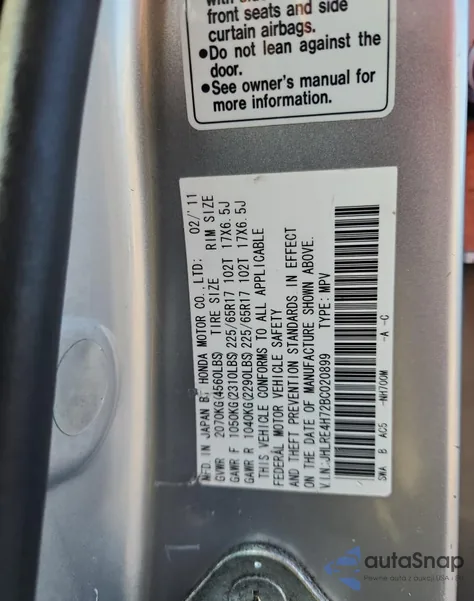 front seats and side
curtain airbags.
●Do not lean against the
door.
●See owner's manual for
more information.
MFD. IN JAPAN BY HONDA MOTOR CO., LTD: 02/'11
GVWR 2070KG(4560LBS) TIRE SIZE RIM SIZE
GAWR F 1050KG(2310LBS) 225/65R17 102T 17X6.5J
GAWR R 1040KG(2290LBS) 225/65R17 102T 17X6.5J
THIS VEHICLE CONFORMS TO ALL APPLICABLE
FEDERAL MOTOR VEHICLE SAFETY
AND THEFT PREVENTION STANDARDS IN EFFECT
ON THE DATE OF MANUFACTURE SHOWN ABOVE.
V.I.N:JHLRE4H72BC020899 TYPE: MPV
SWA B AC5 -NH700M -A -C
autoSnap